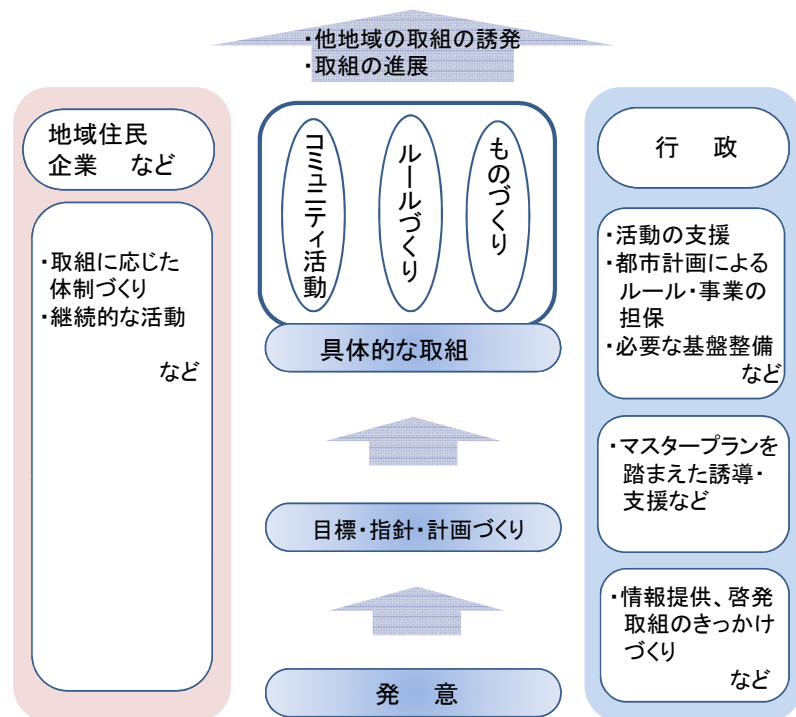 ・他地域の取組の誘発
・取組の進展
地域住民
企業　など
・取組に応じた
体制づくり
・継続的な活動
など
コミュニティ活動
ルールづくり
ものづくり
具体的な取組
目標・指針・計画づくり
発　意
行　政
・活動の支援
・都市計画による
ルール・事業の
担保
・必要な基盤整備
など
・マスタープランを
踏まえた誘導・
支援など
・情報提供、啓発
取組のきっかけ
づくり
など